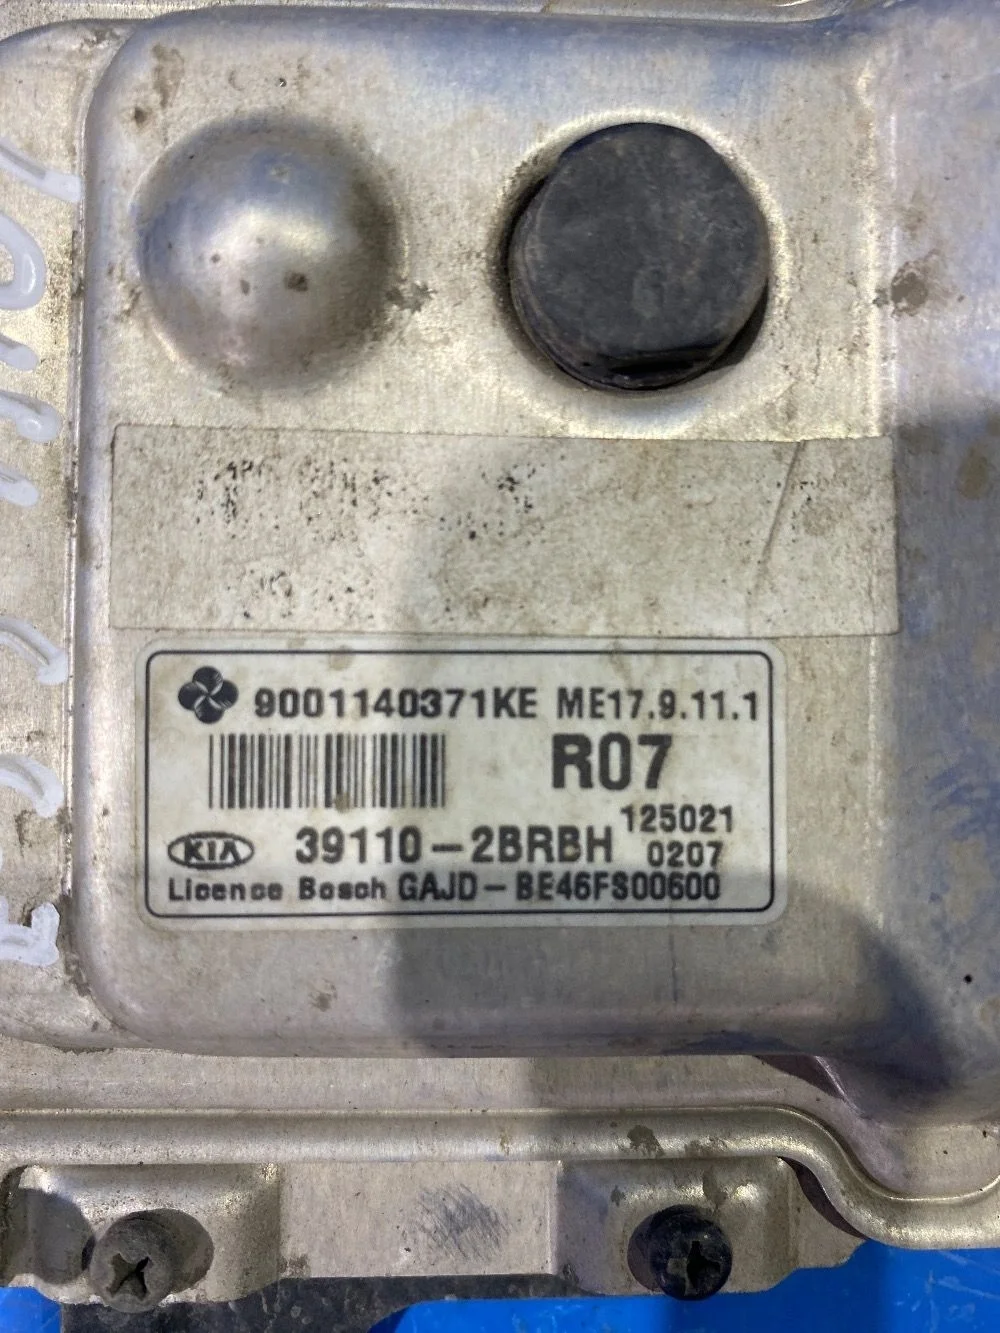 9001140371KE ME17.9.11.1
R07
125021
KIA 39110-2BRBH 0207
Licence Bosch GAJD-BE46FS00600